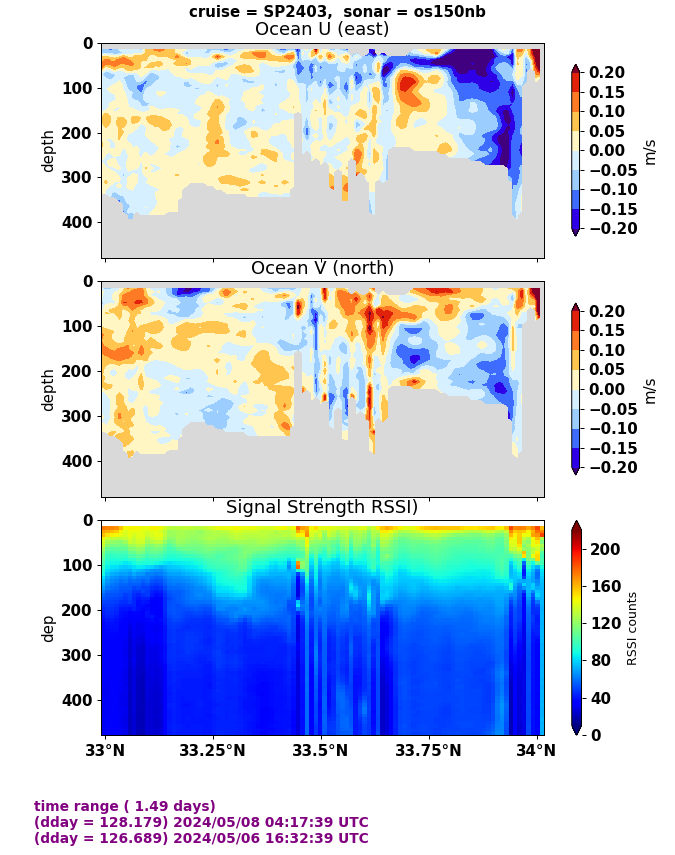 cruise = SP2403,  sonar = os150nb
Ocean U (east)
0
100
200
300
400
depth
0.20
0.15
0.10
0.05
0.00
−0.05
−0.10
−0.15
−0.20
m/s
Ocean V (north)
0
100
200
300
400
depth
0.20
0.15
0.10
0.05
0.00
−0.05
−0.10
−0.15
−0.20
m/s
Signal Strength RSSI)
0
100
200
300
400
dep
200
160
120
80
40
0
RSSI counts
33°N 33.25°N 33.5°N 33.75°N 34°N
time range ( 1.49 days)
(dday = 128.179) 2024/05/08 04:17:39 UTC
(dday = 126.689) 2024/05/06 16:32:39 UTC